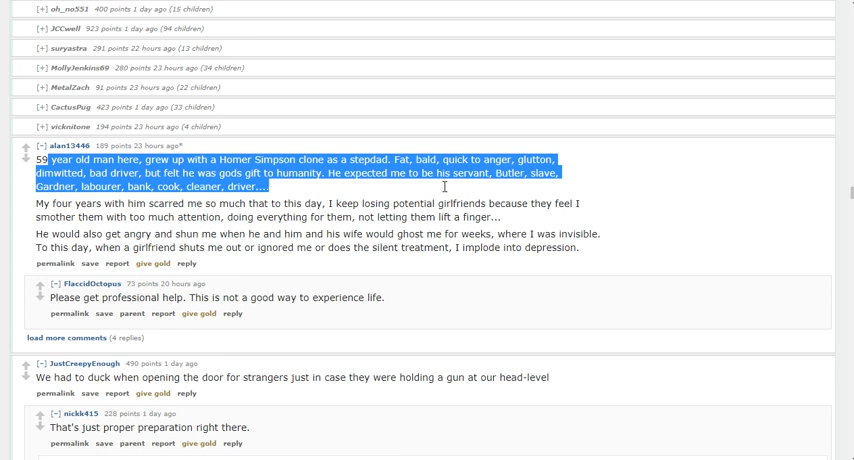 [+] oh_no551 400 points 1 day ago (15 children)
[+] JCCwell 923 points 1 day ago (94 children)
[+] suryastra 291 points 22 hours ago (13 children)
[+] MollyJenkins69 280 points 23 hours ago (34 children)
[+] MetalZach 91 points 23 hours ago (22 children)
[+] CactusPug 423 points 1 day ago (33 children)
[+] vicknitone 194 points 23 hours ago (4 children)
[–] alan13446 189 points 23 hours ago*
59 year old man here, grew up with a Homer Simpson clone as a stepdad. Fat, bald, quick to anger, glutton,
dimwitted, bad driver, but felt he was gods gift to humanity. He expected me to be his servant, Butler, slave,
Gardner, labourer, bank, cook, cleaner, driver....
My four years with him scarred me so much that to this day, I keep losing potential girlfriends because they feel I
smother them with too much attention, doing everything for them, not letting them lift a finger...
He would also get angry and shun me when he and him and his wife would ghost me for weeks, where I was invisible.
To this day, when a girlfriend shuts me out or ignored me or does the silent treatment, I implode into depression.
permalink save report give gold reply
[–] FlaccidOctopus 73 points 20 hours ago
Please get professional help. This is not a good way to experience life.
permalink save parent report give gold reply
load more comments (4 replies)
[–] JustCreepyEnough 490 points 1 day ago
We had to duck when opening the door for strangers just in case they were holding a gun at our head-level
permalink save report give gold reply
[–] nickk415 228 points 1 day ago
That's just proper preparation right there.
permalink save parent report give gold reply